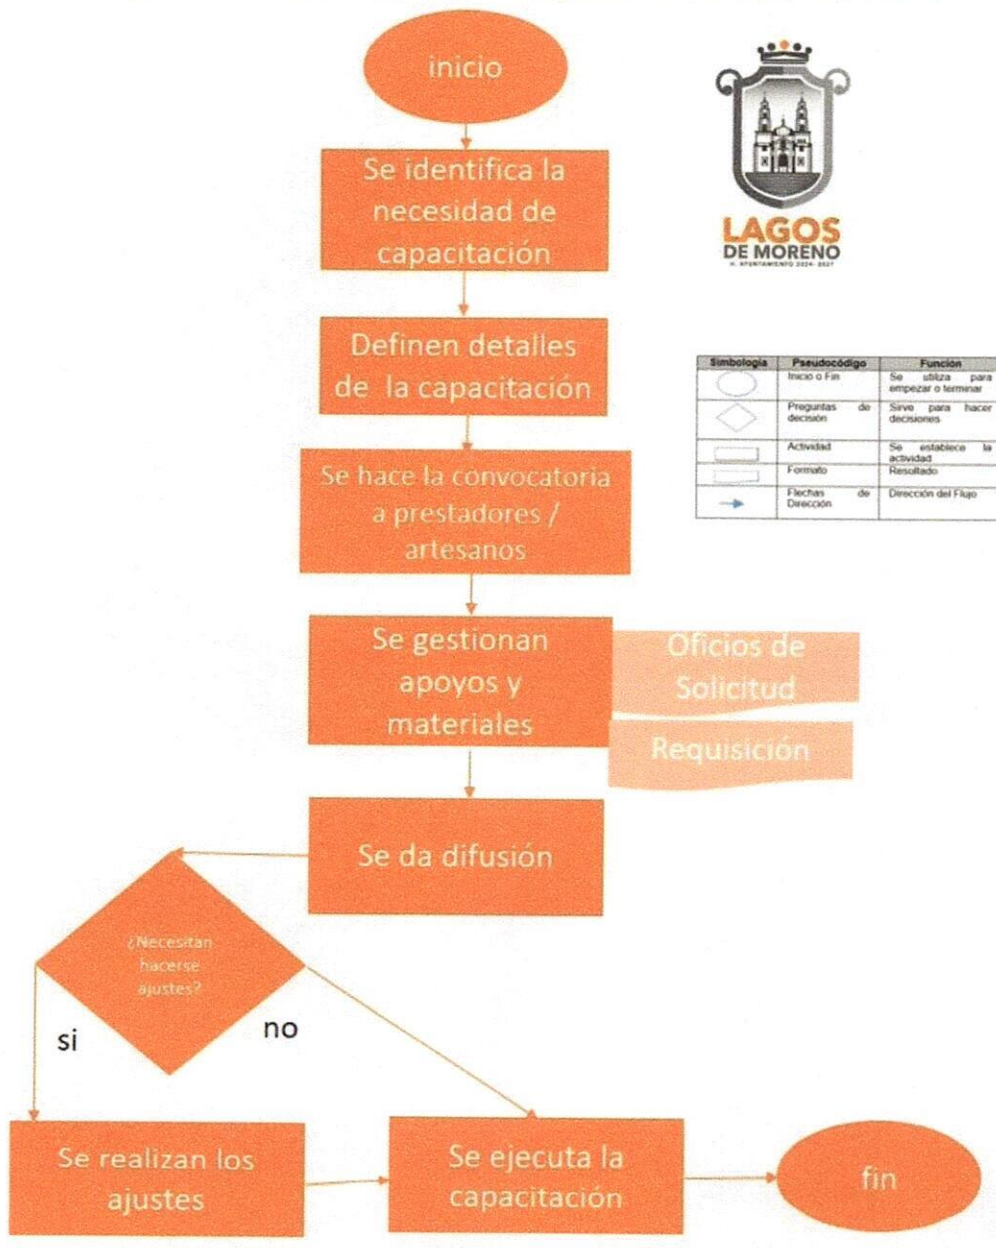 inicio
Se identifica la
necesidad de
capacitación
LAGOS
DE MORENO
H. AYUNTAMIENTO 2024-2027
Definen detalles
de la capacitación
Simbología Pseudocódigo Función
Inicio o Fin Se utiliza para
empezar o terminar
Preguntas de
decisión
Sirve para hacer
decisiones
Actividad Se establece la
actividad
Formato Resultado
Flechas de
Dirección
Dirección del Flujo
Se hace la convocatoria
a prestadores /
artesanos
Se gestionan
apoyos y
materiales
Oficios de
Solicitud
Requisición
Se da difusión
¿Necesitan
hacerse
ajustes?
si
no
Se realizan los
ajustes
Se ejecuta la
capacitación
fin